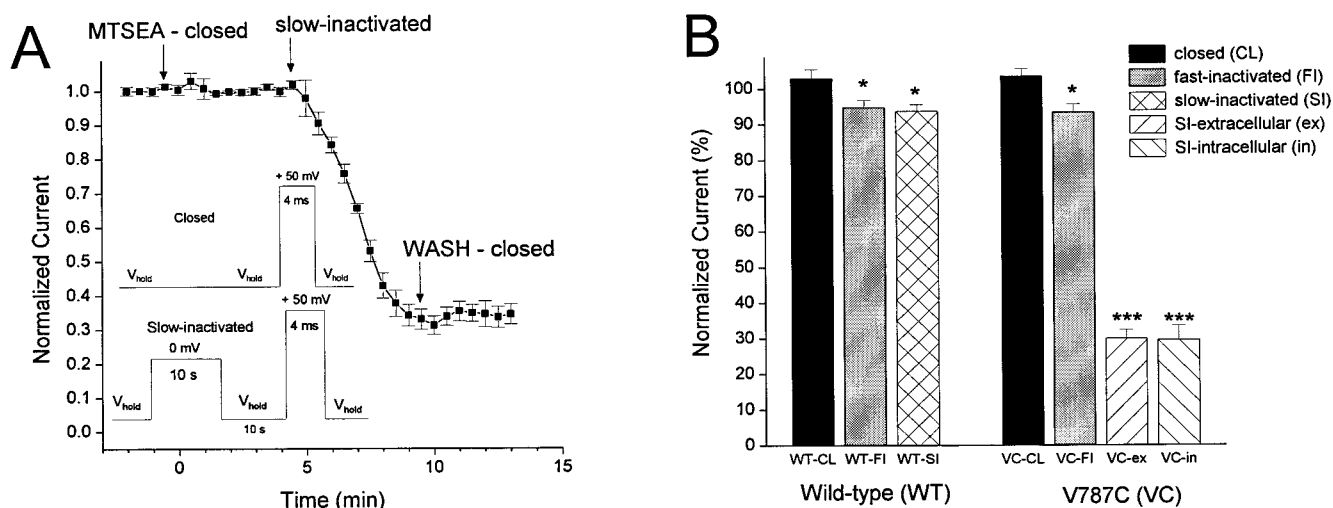 A
MTSEA - closed
slow-inactivated
1.0
0.9
0.8
0.7
0.6
0.5
0.4
0.3
0.2
0.1
0.0
Normalized Current
+ 50 mV
4 ms
Closed
Vhold
Vhold
Vhold
WASH - closed
+ 50 mV
4 ms
Slow-inactivated
0 mV
10 s
Vhold
Vhold
Vhold
10 s
0
5
10
15
Time (min)
B
closed (CL)
fast-inactivated (FI)
slow-inactivated (SI)
SI-extracellular (ex)
SI-intracellular (in)
100
90
80
70
60
50
40
30
20
10
0
Normalized Current (%)
*
*
*
***
***
WT-CL WT-FI WT-SI
VC-CL VC-FI VC-ex VC-in
Wild-type (WT)
V787C (VC)